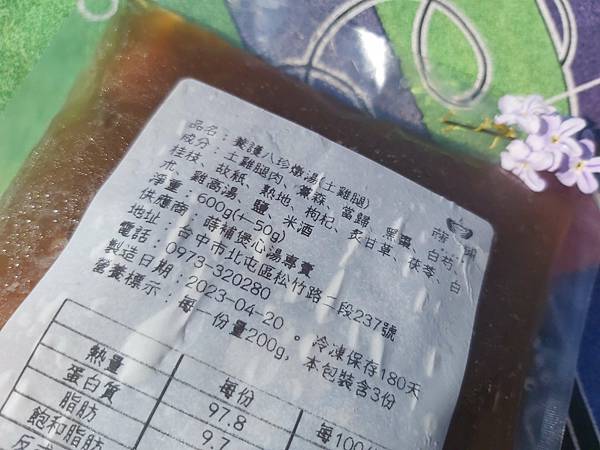 品名：養護八珍燉湯(土雞腿)
成分：土雞腿肉、黨森、當歸、黑棗、白芍、
桂枝、故紙、熟地、枸杞、炙甘草、茯苓、白
朮、雞高湯、鹽、米酒
淨重：600g(+-50g)
供應商：蒔補煲心湯專賣
地址：台中市北屯區松竹路二段237號
電話：0973-320280
製造日期：2023-04-20。冷凍保存180天
營養標示：每一份量200g，本包裝含3份
每份
熱量 97.8
蛋白質 9.7
脂肪
飽和脂肪